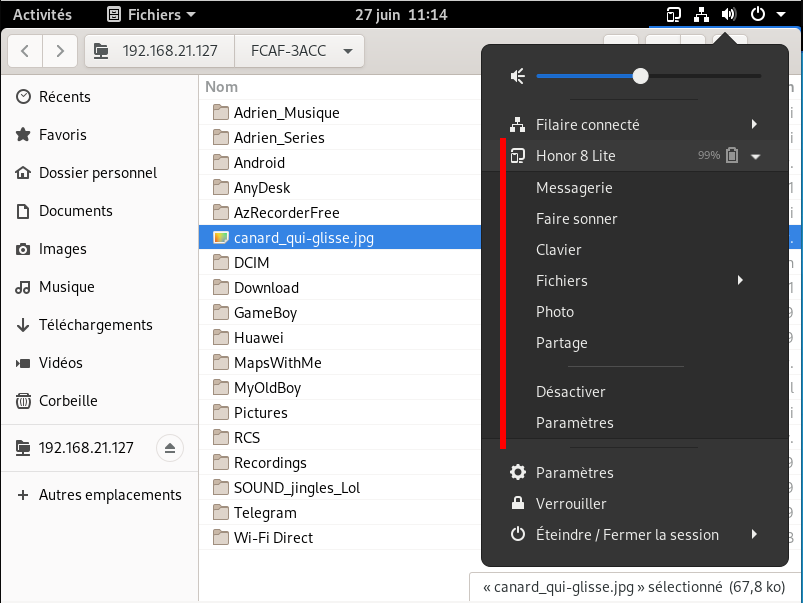 Activités
Fichiers
27 juin 11:14
192.168.21.127
FCAF-3ACC
Récents
Favoris
Dossier personnel
Documents
Images
Musique
Téléchargements
Vidéos
Corbeille
192.168.21.127
Autres emplacements
Nom
Adrien_Musique
Adrien_Series
Android
AnyDesk
AzRecorderFree
canard_qui-glisse.jpg
DCIM
Download
GameBoy
Huawei
MapsWithMe
MyOldBoy
Pictures
RCS
Recordings
SOUND_jingles_Lol
Telegram
Wi-Fi Direct
Filaire connecté
Honor 8 Lite 99%
Messagerie
Faire sonner
Clavier
Fichiers
Photo
Partage
Désactiver
Paramètres
Paramètres
Verrouiller
Éteindre / Fermer la session
« canard_qui-glisse.jpg » sélectionné (67,8 ko)